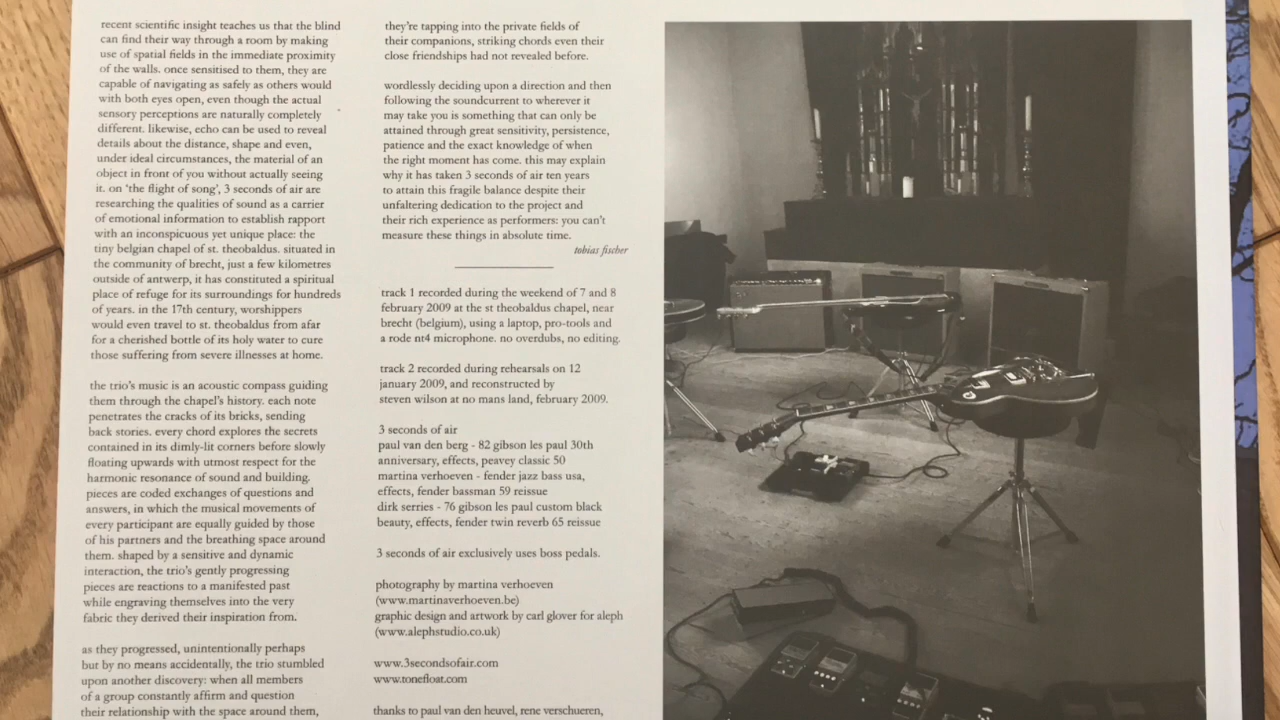 recent scientific insight teaches us that the blind
can find their way through a room by making
use of spatial fields in the immediate proximity
of the walls. once sensitised to them, they are
capable of navigating as safely as others would
with both eyes open, even though the actual
sensory perceptions are naturally completely
different. likewise, echo can be used to reveal
details about the distance, shape and even,
under ideal circumstances, the material of an
object in front of you without actually seeing
it. on 'the flight of song', 3 seconds of air are
researching the qualities of sound as a carrier
of emotional information to establish rapport
with an inconspicuous yet unique place: the
tiny belgian chapel of st. theobaldus. situated in
the community of brecht, just a few kilometres
outside of antwerp, it has constituted a spiritual
place of refuge for its surroundings for hundreds
of years. in the 17th century, worshippers
would even travel to st. theobaldus from afar
for a cherished bottle of its holy water to cure
those suffering from severe illnesses at home.
the trio's music is an acoustic compass guiding
them through the chapel's history. each note
penetrates the cracks of its bricks, sending
back stories. every chord explores the secrets
contained in its dimly-lit corners before slowly
floating upwards with utmost respect for the
harmonic resonance of sound and building.
pieces are coded exchanges of questions and
answers, in which the musical movements of
every participant are equally guided by those
of his partners and the breathing space around
them. shaped by a sensitive and dynamic
interaction, the trio's gently progressing
pieces are reactions to a manifested past
while engraving themselves into the very
fabric they derived their inspiration from.
as they progressed, unintentionally perhaps
but by no means accidentally, the trio stumbled
upon another discovery: when all members
of a group constantly affirm and question
their relationship with the space around them,
they're tapping into the private fields of
their companions, striking chords even their
close friendships had not revealed before.
wordlessly deciding upon a direction and then
following the soundcurrent to wherever it
may take you is something that can only be
attained through great sensitivity, persistence,
patience and the exact knowledge of when
the right moment has come. this may explain
why it has taken 3 seconds of air ten years
to attain this fragile balance despite their
unfaltering dedication to the project and
their rich experience as performers: you can't
measure these things in absolute time.
tobias fischer
track 1 recorded during the weekend of 7 and 8
february 2009 at the st theobaldus chapel, near
brecht (belgium), using a laptop, pro-tools and
a rode nt4 microphone. no overdubs, no editing.
track 2 recorded during rehearsals on 12
january 2009, and reconstructed by
steven wilson at no mans land, february 2009.
3 seconds of air
paul van den berg - 82 gibson les paul 30th
anniversary, effects, peavey classic 50
martina verhoeven - fender jazz bass usa,
effects, fender bassman 59 reissue
dirk serries - 76 gibson les paul custom black
beauty, effects, fender twin reverb 65 reissue
3 seconds of air exclusively uses boss pedals.
photography by martina verhoeven
(www.martinaverhoeven.be)
graphic design and artwork by carl glover for aleph
(www.alephstudio.co.uk)
www.3secondsofair.com
www.tonefloat.com
thanks to paul van den heuvel, rene verschueren,